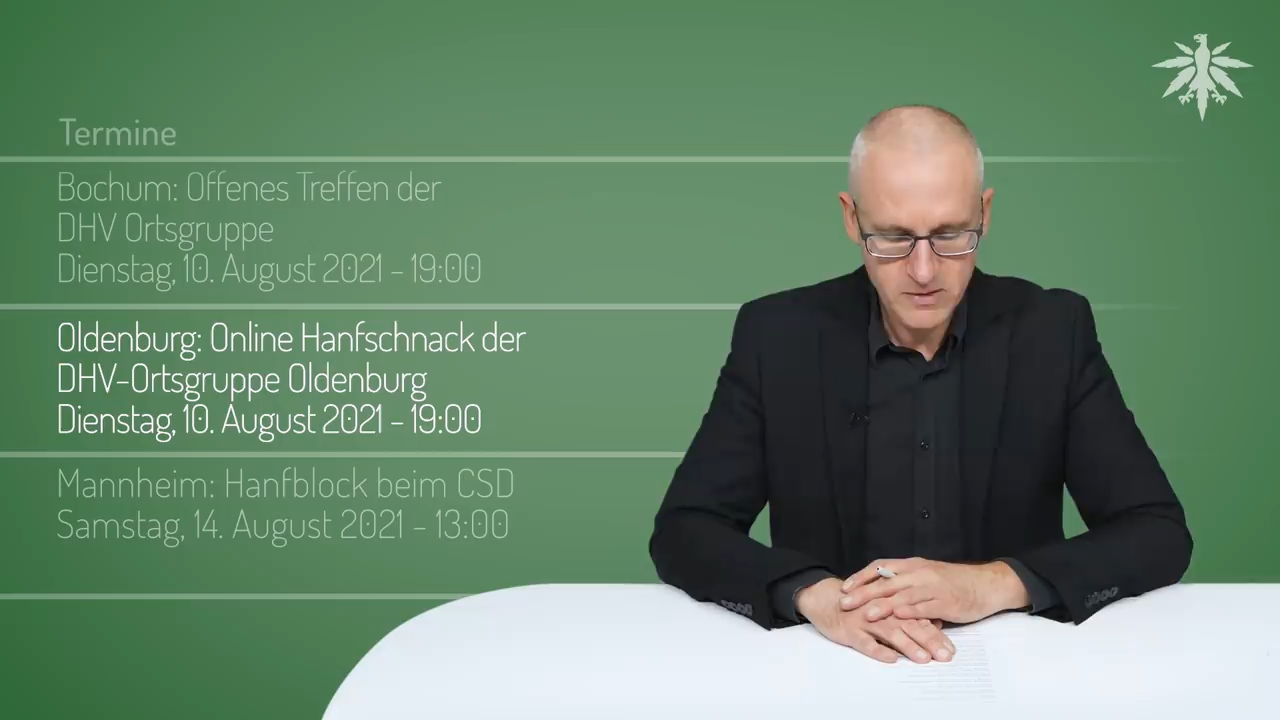 Termine
Bochum: Offenes Treffen der
DHV Ortsgruppe
Dienstag, 10. August 2021 - 19:00
Oldenburg: Online Hanfschnack der
DHV-Ortsgruppe Oldenburg
Dienstag, 10. August 2021 - 19:00
Mannheim: Hanfblock beim CSD
Samstag, 14. August 2021 - 13:00